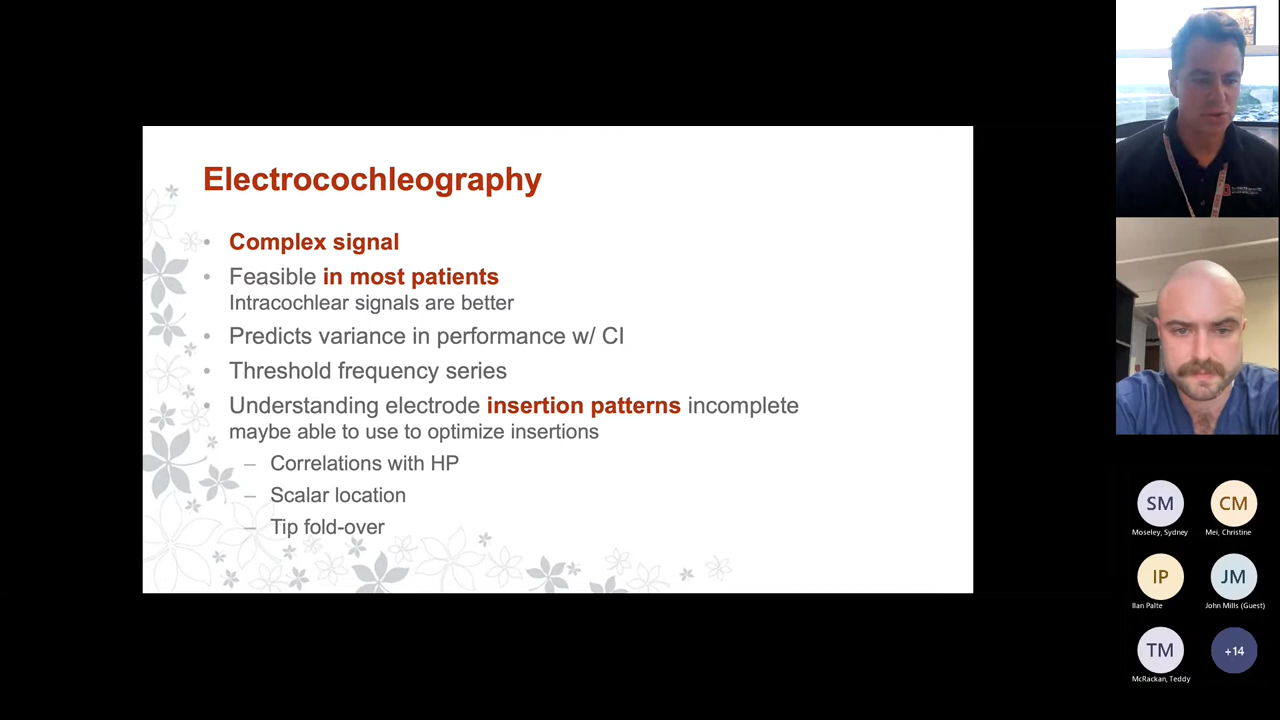 Electrocochleography
• Complex signal
• Feasible in most patients
Intracochlear signals are better
• Predicts variance in performance w/ CI
• Threshold frequency series
• Understanding electrode insertion patterns incomplete
maybe able to use to optimize insertions
– Correlations with HP
– Scalar location
– Tip fold-over
SM
CM
Moseley, Sydney
Mei, Christine
IP
JM
Ilan Palte
John Mills (Guest)
TM
+14
McRackan, Teddy